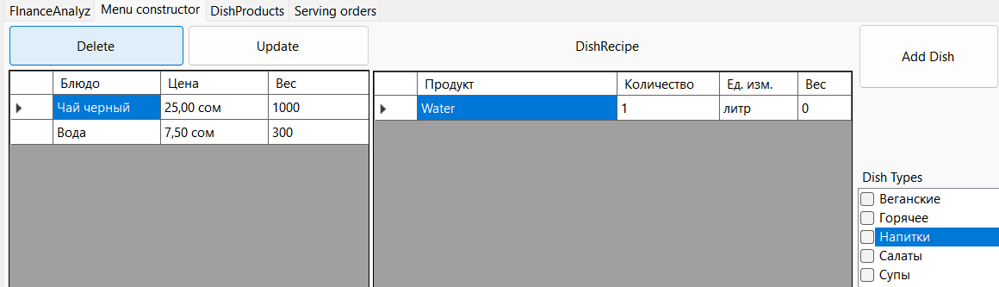 FInanceAnalyz Menu constructor DishProducts Serving orders
Delete Update DishRecipe Add Dish
Блюдо Цена Вес Продукт Количество Ед. изм. Вес
Чай черный 25,00 сом 1000 Water 1 литр 0
Вода 7,50 сом 300
Dish Types
Веганские
Горячее
Напитки
Салаты
Супы